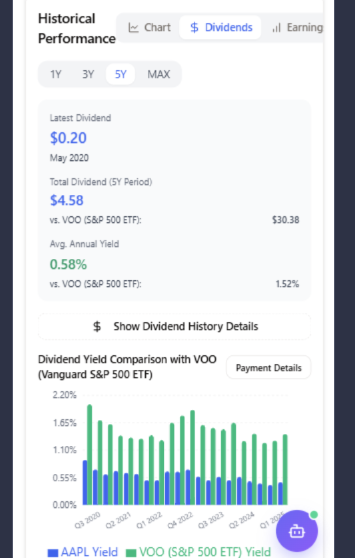 Historical
Performance
Chart
$ Dividends
Earning
1Y 3Y 5Y MAX
Latest Dividend
$0.20
May 2020
Total Dividend (5Y Period)
$4.58
vs. VOO (S&P 500 ETF): $30.38
Avg. Annual Yield
0.58%
vs. VOO (S&P 500 ETF): 1.52%
$ Show Dividend History Details
Dividend Yield Comparison with VOO
(Vanguard S&P 500 ETF)
Payment Details
2.20%
1.65%
1.10%
0.55%
0.00%
Q3 2020 Q2 2021 Q1 2022 Q4 2022 Q3 2023 Q2 2024 Q1 202
AAPL Yield VOO (S&P 500 ETF) Yield